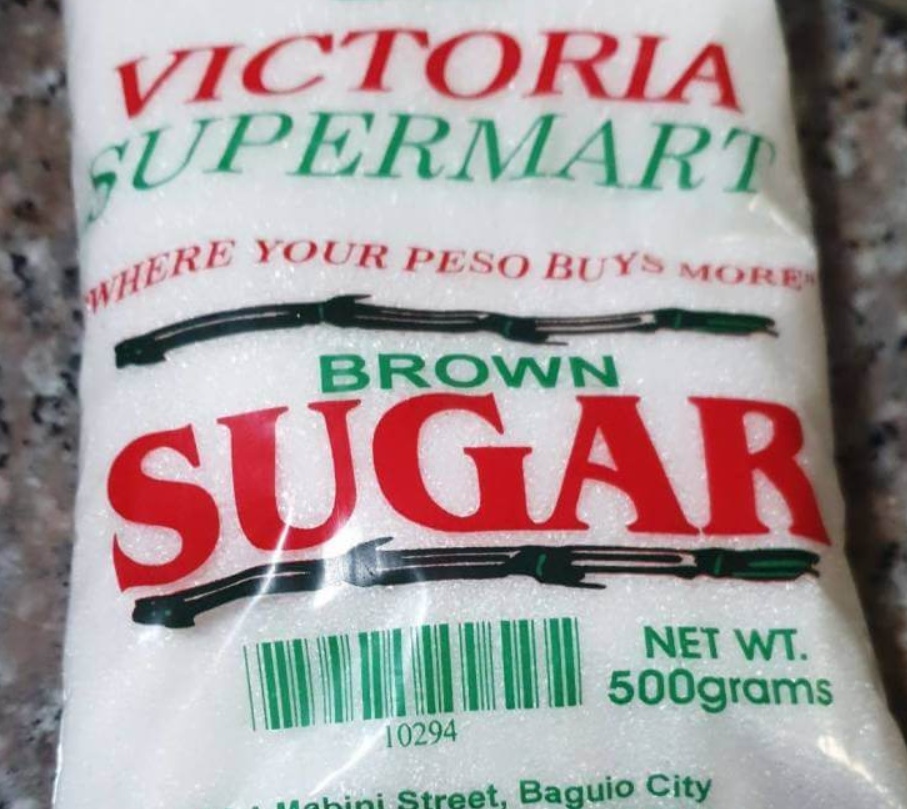 VICTORIA
SUPERMART
"WHERE YOUR PESO BUYS MORE"
BROWN
SUGAR
NET WT.
500grams
10294
Mabini Street, Baguio City